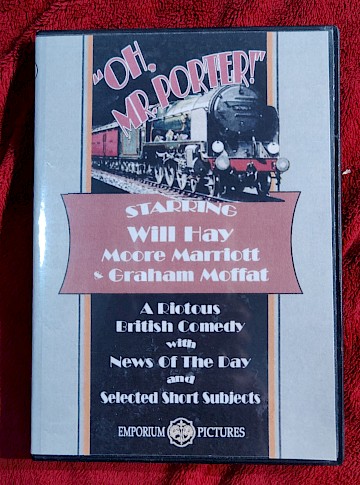 "OH,
MR. PORTER!"
STARRING
Will Hay
Moore Marriott
& Graham Moffat
A Riotous
British Comedy
with
News Of The Day
and
Selected Short Subjects
EMPORIUM PICTURES